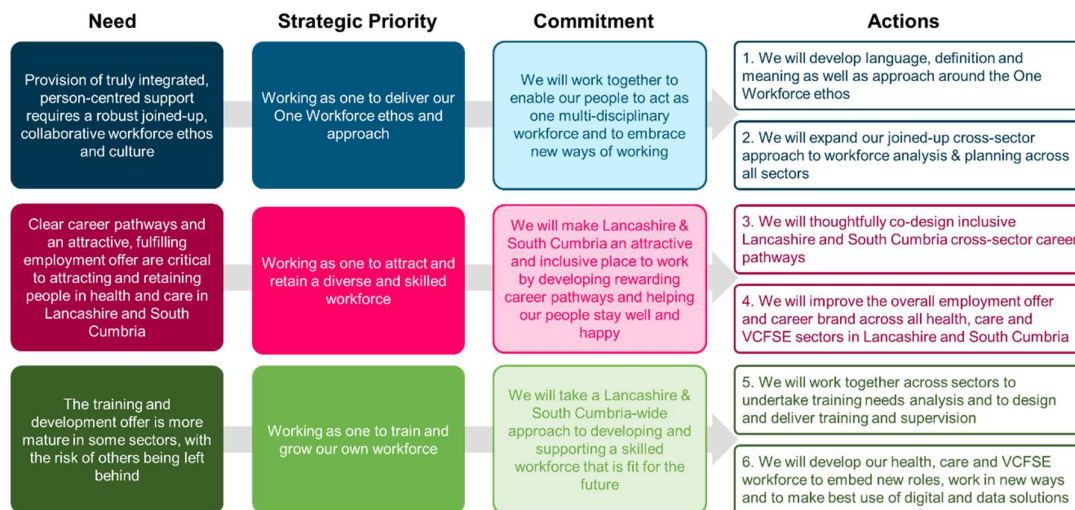 Need
Strategic Priority
Commitment
Actions
Provision of truly integrated,
person-centred support
requires a robust joined-up,
collaborative workforce ethos
and culture
Working as one to deliver our
One Workforce ethos and
approach
We will work together to
enable our people to act as
one multi-disciplinary
workforce and to embrace
new ways of working
1. We will develop language, definition and
meaning as well as approach around the One
Workforce ethos
2. We will expand our joined-up cross-sector
approach to workforce analysis & planning across
all sectors
Clear career pathways and
an attractive, fulfilling
employment offer are critical
to attracting and retaining
people in health and care in
Lancashire and South
Cumbria
Working as one to attract and
retain a diverse and skilled
workforce
We will make Lancashire &
South Cumbria an attractive
and inclusive place to work
by developing rewarding
career pathways and helping
our people stay well and
happy
3. We will thoughtfully co-design inclusive
Lancashire and South Cumbria cross-sector career
pathways
4. We will improve the overall employment offer
and career brand across all health, care and
VCFSE sectors in Lancashire and South Cumbria
The training and
development offer is more
mature in some sectors, with
the risk of others being left
behind
Working as one to train and
grow our own workforce
We will take a Lancashire &
South Cumbria-wide
approach to developing and
supporting a skilled
workforce that is fit for the
future
5. We will work together across sectors to
undertake training needs analysis and to design
and deliver training and supervision
6. We will develop our health, care and VCFSE
workforce to embed new roles, work in new ways
and to make best use of digital and data solutions